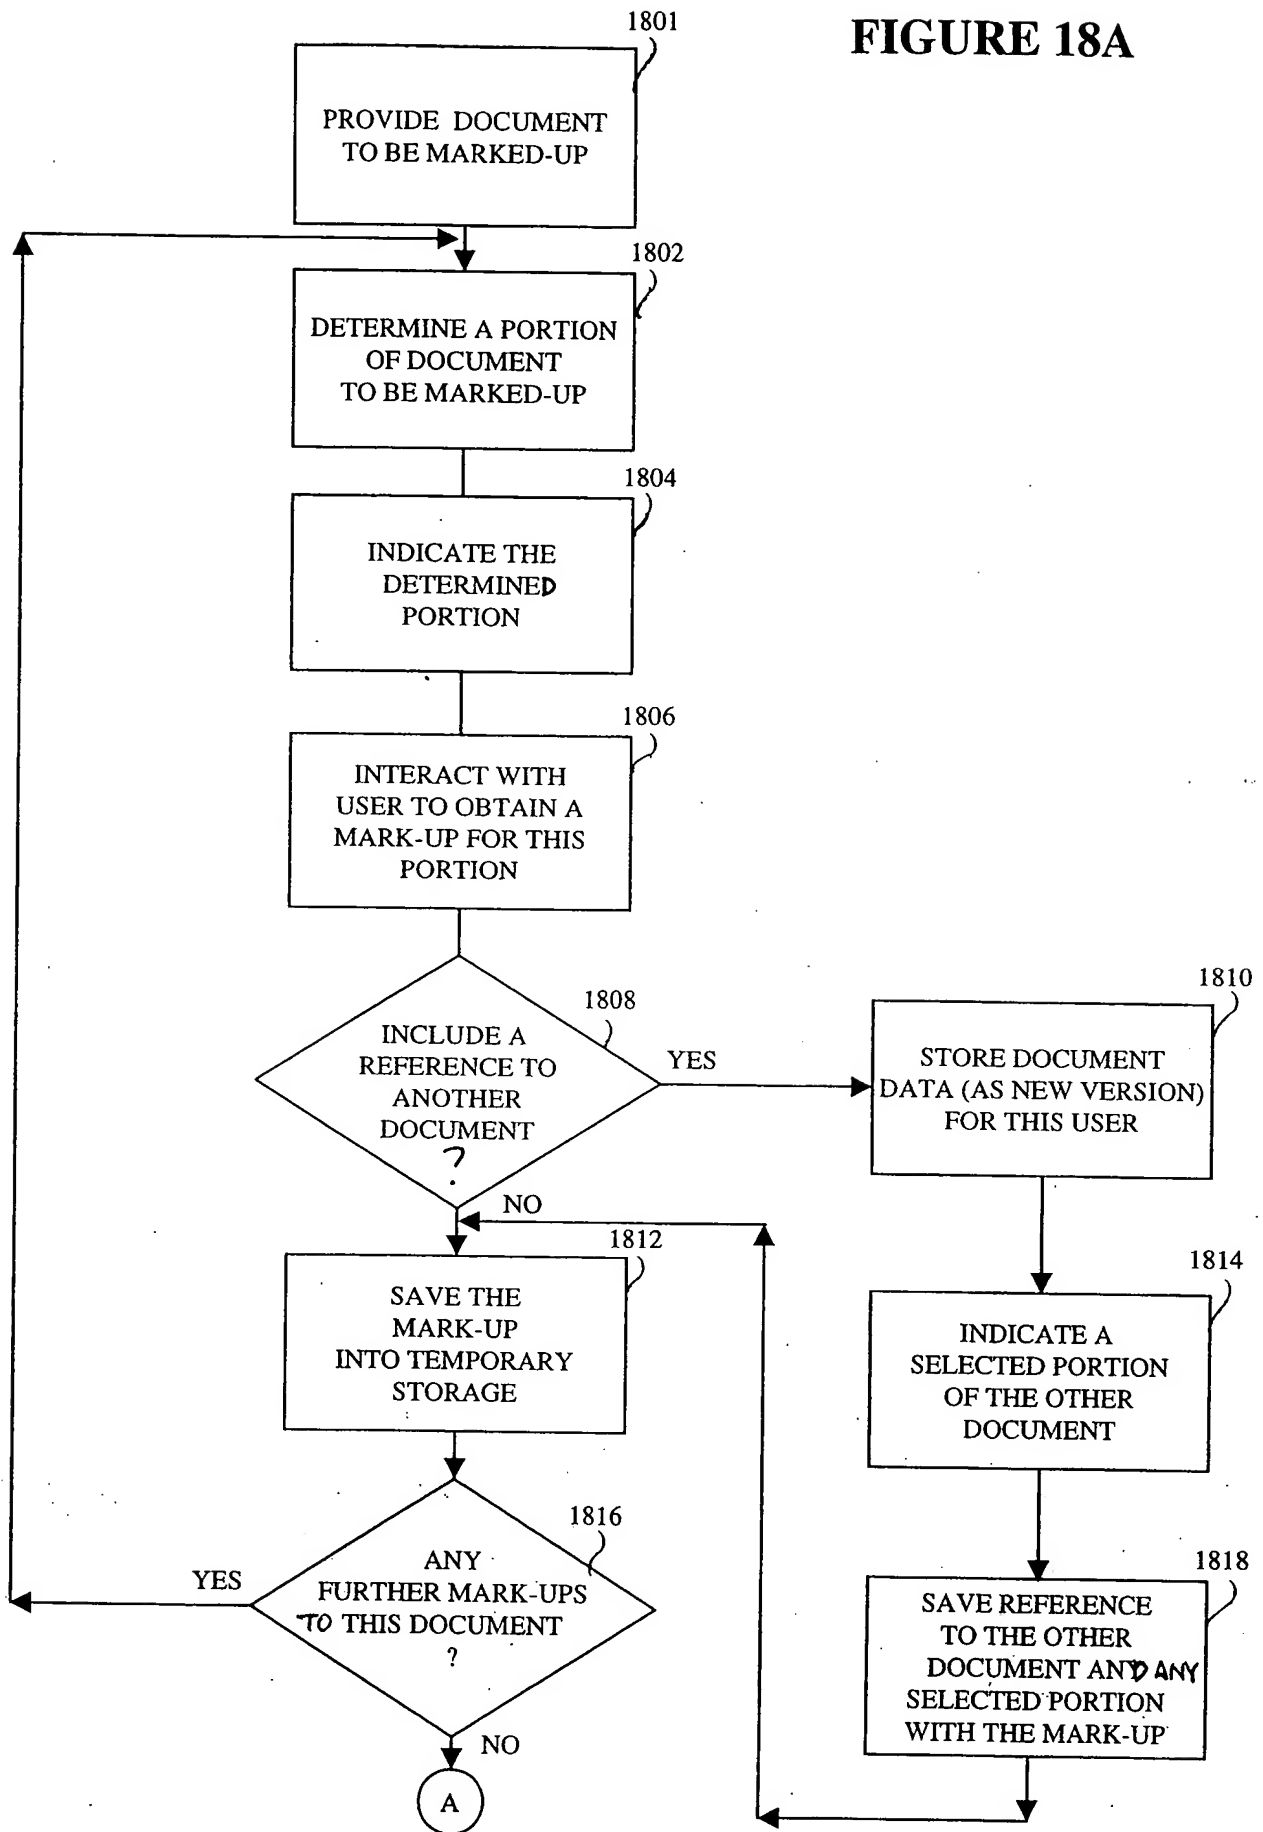 FIGURE 18A
1801
PROVIDE DOCUMENT
TO BE MARKED-UP
1802
DETERMINE A PORTION
OF DOCUMENT
TO BE MARKED-UP
1804
INDICATE THE
DETERMINED
PORTION
1806
INTERACT WITH
USER TO OBTAIN A
MARK-UP FOR THIS
PORTION
1808
INCLUDE A
REFERENCE TO
ANOTHER
DOCUMENT
?
YES
NO
1810
STORE DOCUMENT
DATA (AS NEW VERSION)
FOR THIS USER
1812
SAVE THE
MARK-UP
INTO TEMPORARY
STORAGE
1814
INDICATE A
SELECTED PORTION
OF THE OTHER
DOCUMENT
1816
ANY
FURTHER MARK-UPS
TO THIS DOCUMENT
?
YES
NO
1818
SAVE REFERENCE
TO THE OTHER
DOCUMENT AND ANY
SELECTED PORTION
WITH THE MARK-UP
A